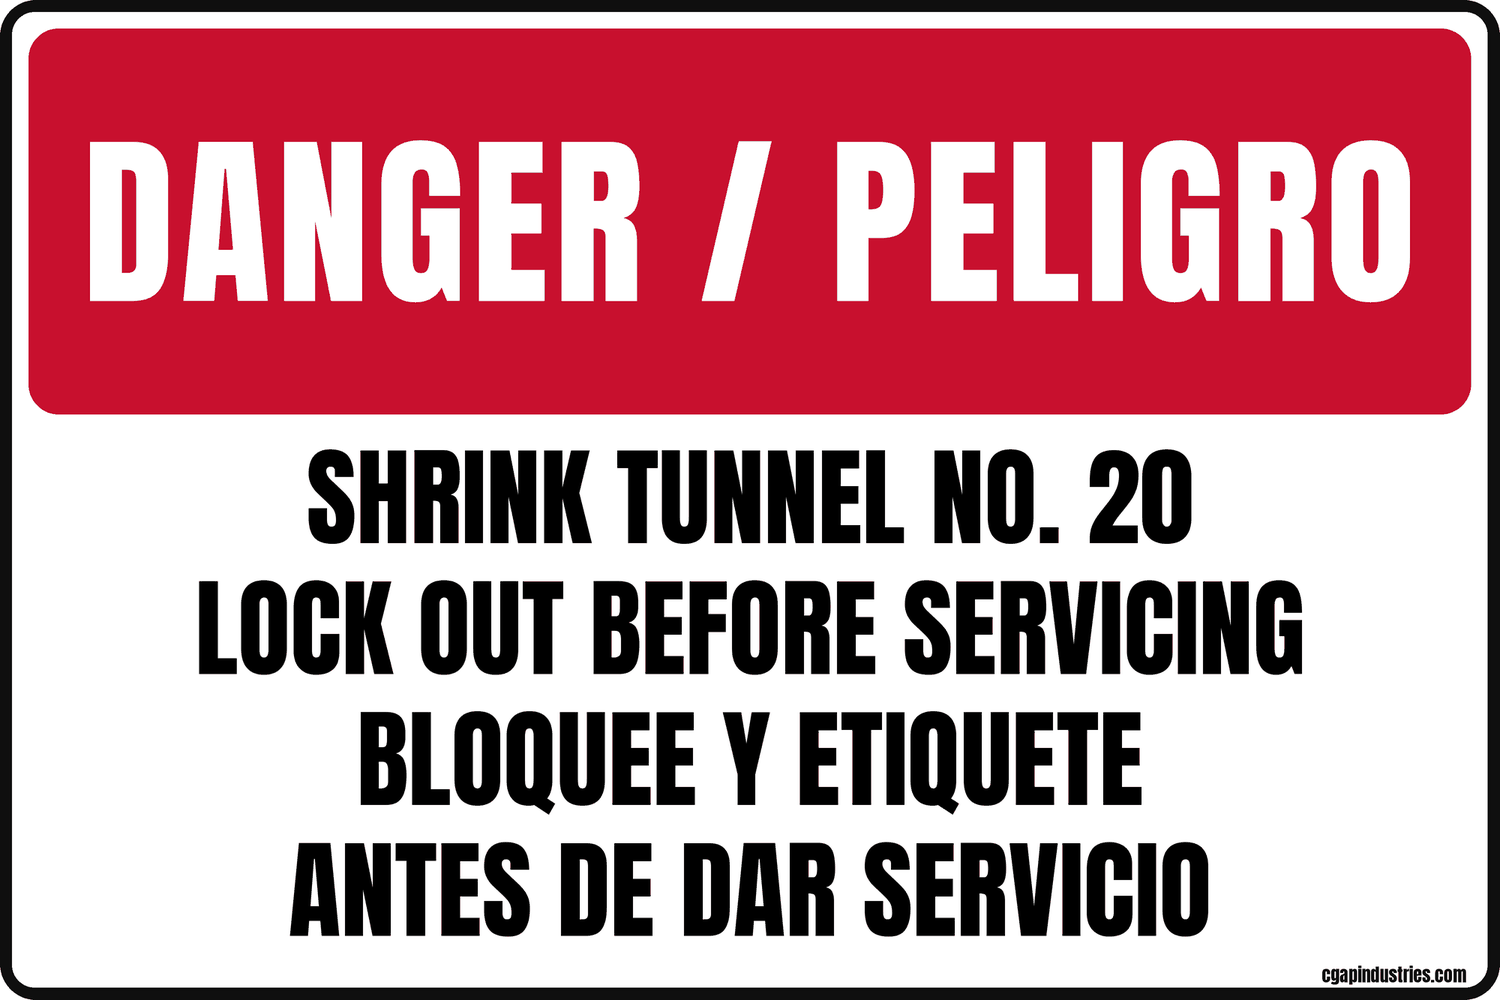 DANGER / PELIGRO
SHRINK TUNNEL NO. 20
LOCK OUT BEFORE SERVICING
BLOQUEE Y ETIQUETE
ANTES DE DAR SERVICIO
cgapindustries.com